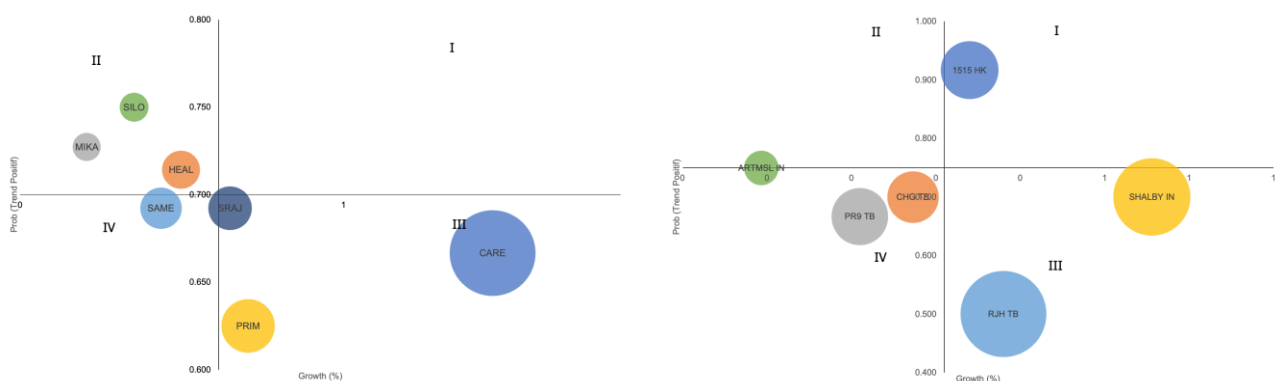 0.800
I
II
0.750
SILO
MIKA
HEAL
0.700
0
1
SAME
SRAJ
IV
III
CARE
0.650
PRIM
0.600
Prob (Trend Positif)
Growth (%)
1.000
II
I
0.900
1515 HK
0.800
ARTMSL IN
0
0
0
0
1
1
1
CHG TB
SHALBY IN
PR9 TB
IV
III
0.600
0.500
RJH TB
0.400
Prob (Trend Positif)
Growth (%)